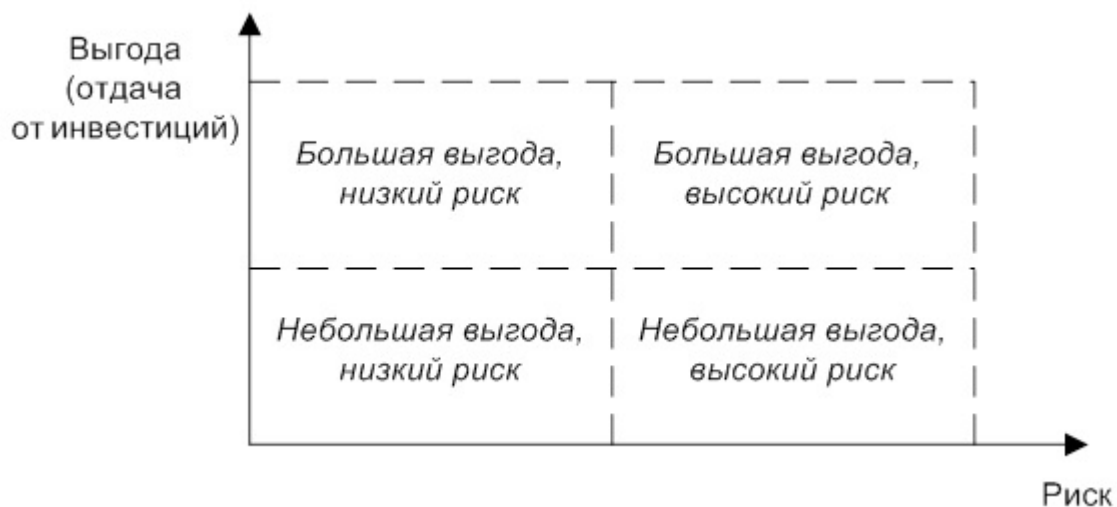 Выгода
(отдача
от инвестиций)
Большая выгода,
низкий риск
Большая выгода,
высокий риск
Небольшая выгода,
низкий риск
Небольшая выгода,
высокий риск
Риск